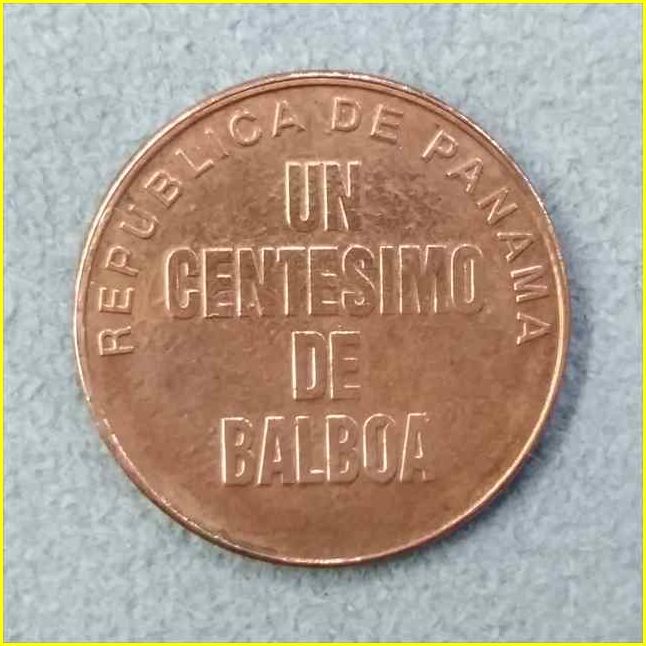 REPUBLICA DE PANAMA
UN
CENTESIMO
DE
BALBOA